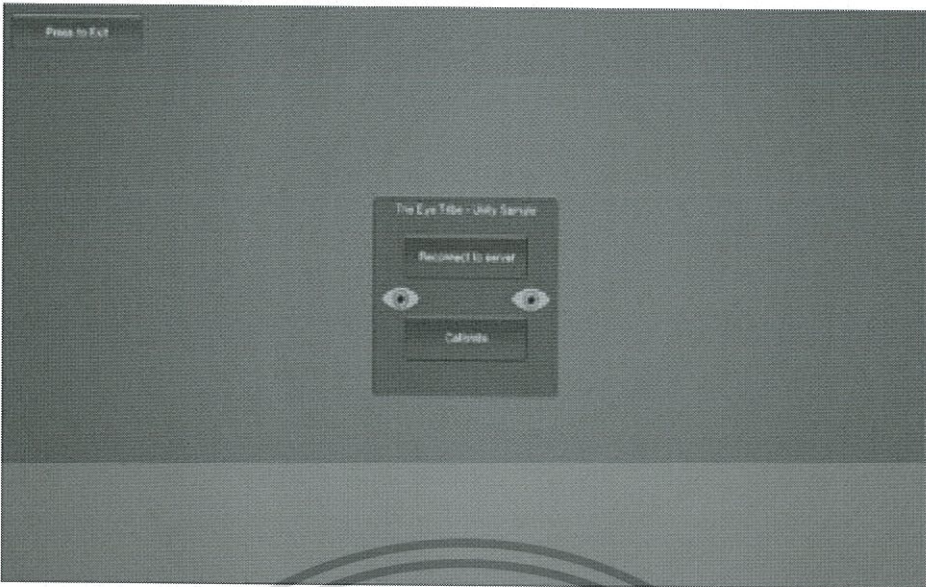 Press to Exit
The Eye Tribe - Unity Sample
Reconnect to server
Calibrate